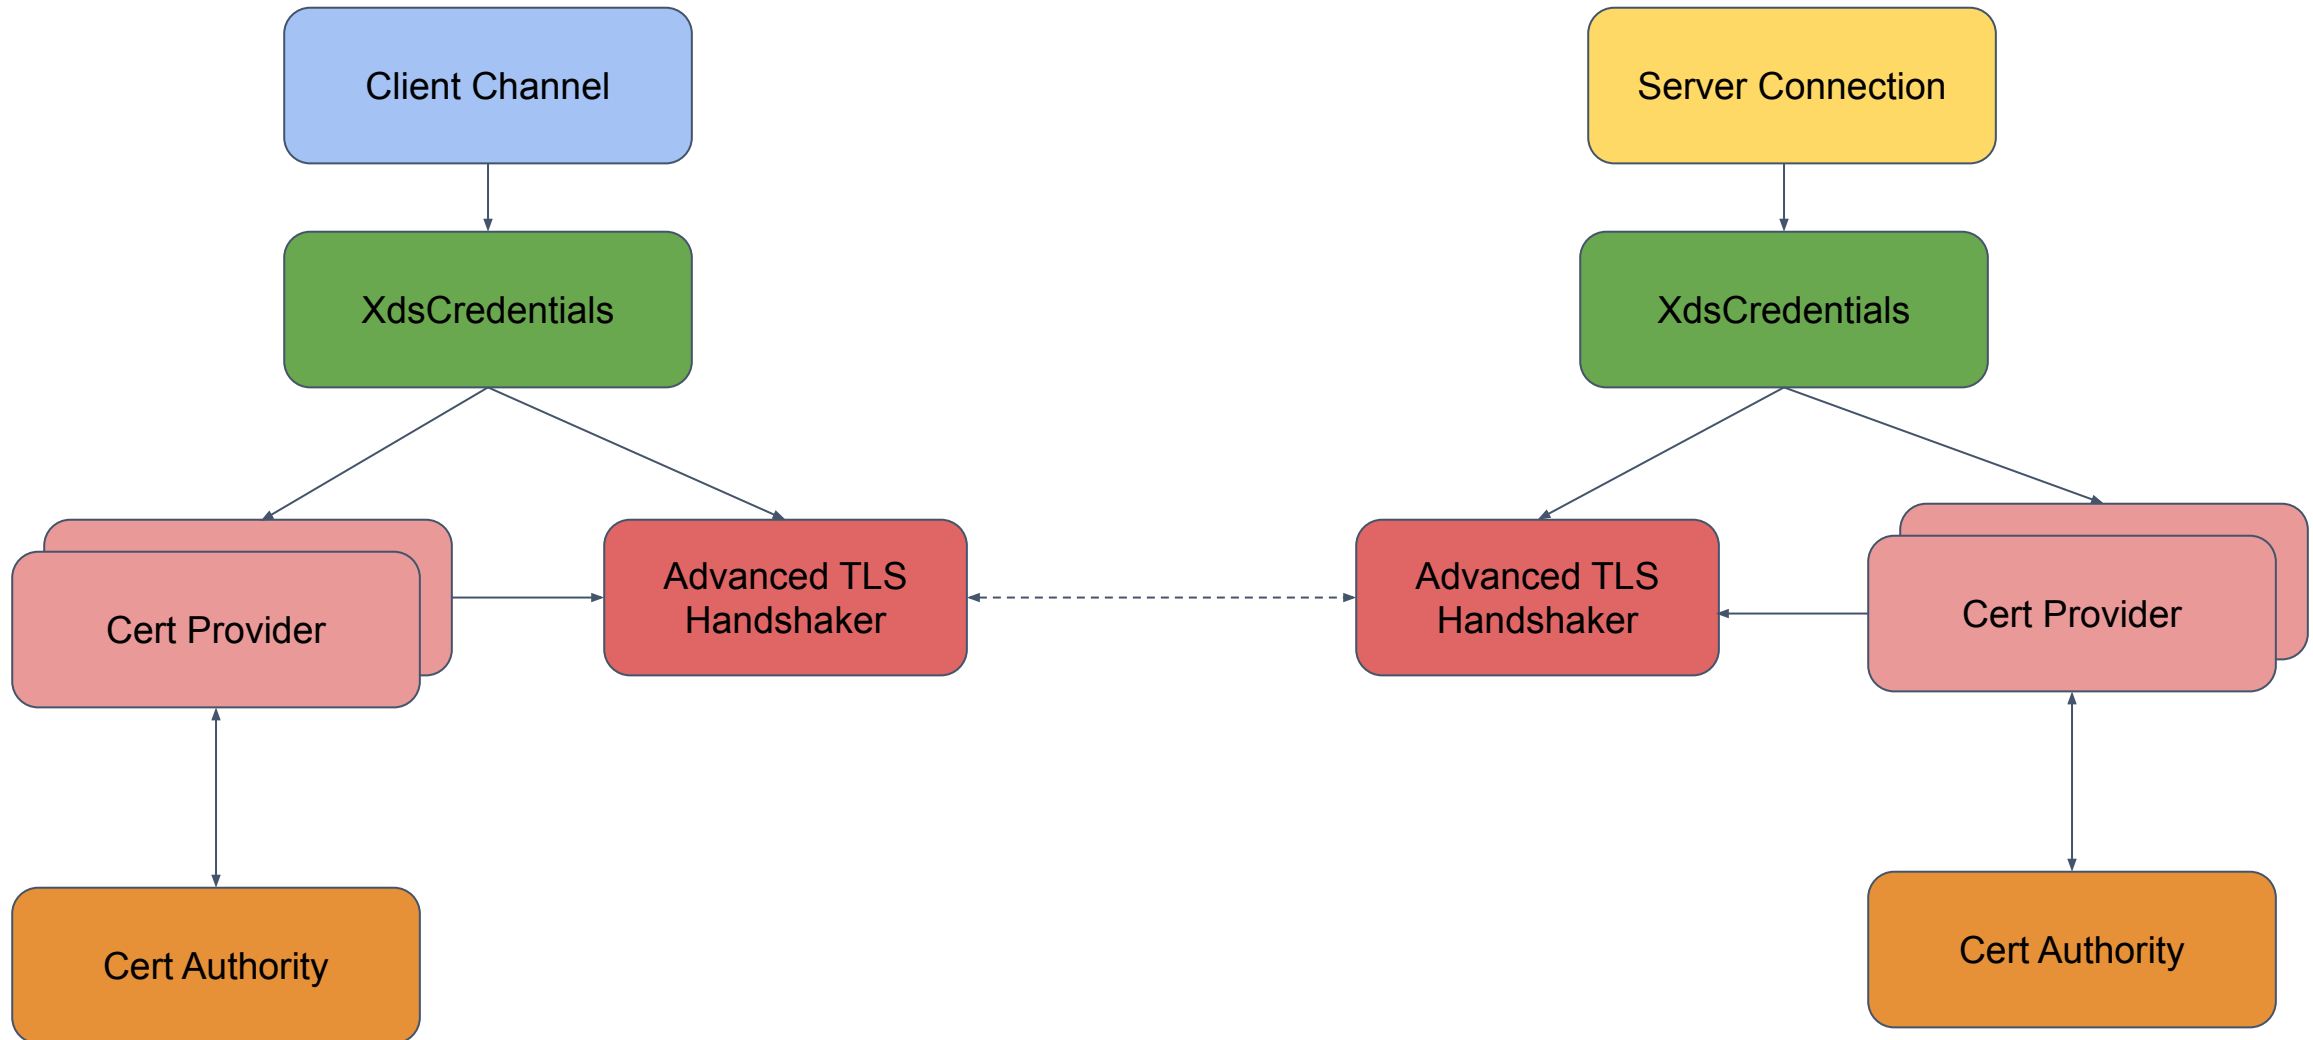 Client Channel
Server Connection
XdsCredentials
XdsCredentials
Cert Provider
Advanced TLS
Handshaker
Advanced TLS
Handshaker
Cert Provider
Cert Authority
Cert Authority